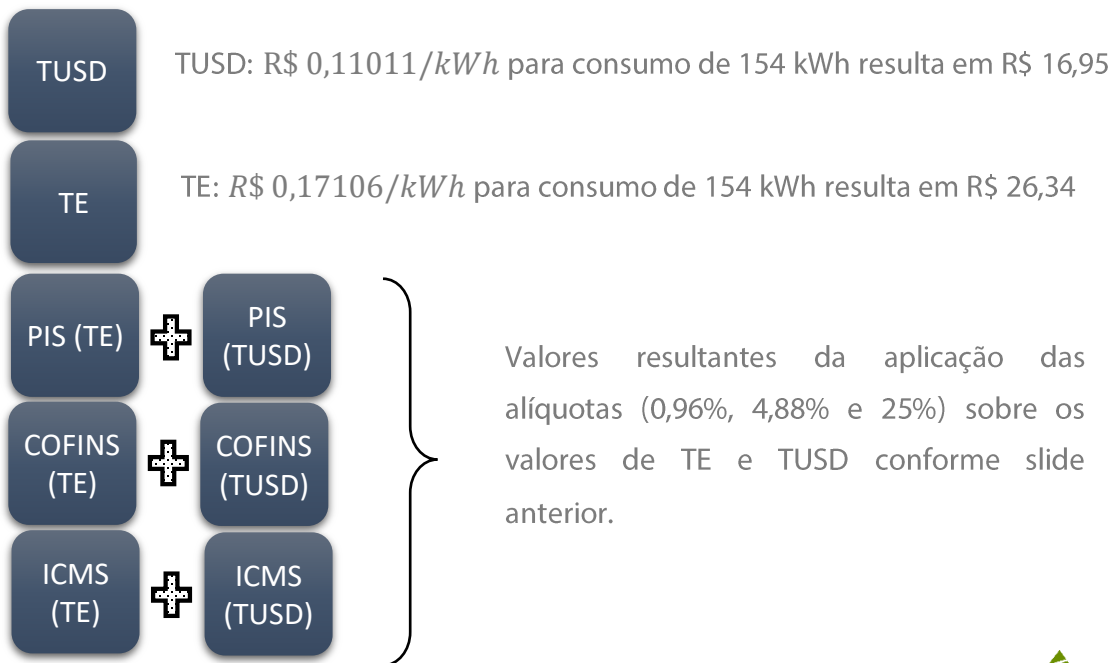 TUSD
TUSD: R$ 0,11011/kWh para consumo de 154 kWh resulta em R$ 16,95
TE
TE: R$ 0,17106/kWh para consumo de 154 kWh resulta em R$ 26,34
PIS (TE)
PIS
(TUSD)
COFINS
(TE)
COFINS
(TUSD)
ICMS
(TE)
ICMS
(TUSD)
Valores resultantes da aplicação das
alíquotas (0,96%, 4,88% e 25%) sobre os
valores de TE e TUSD conforme slide
anterior.